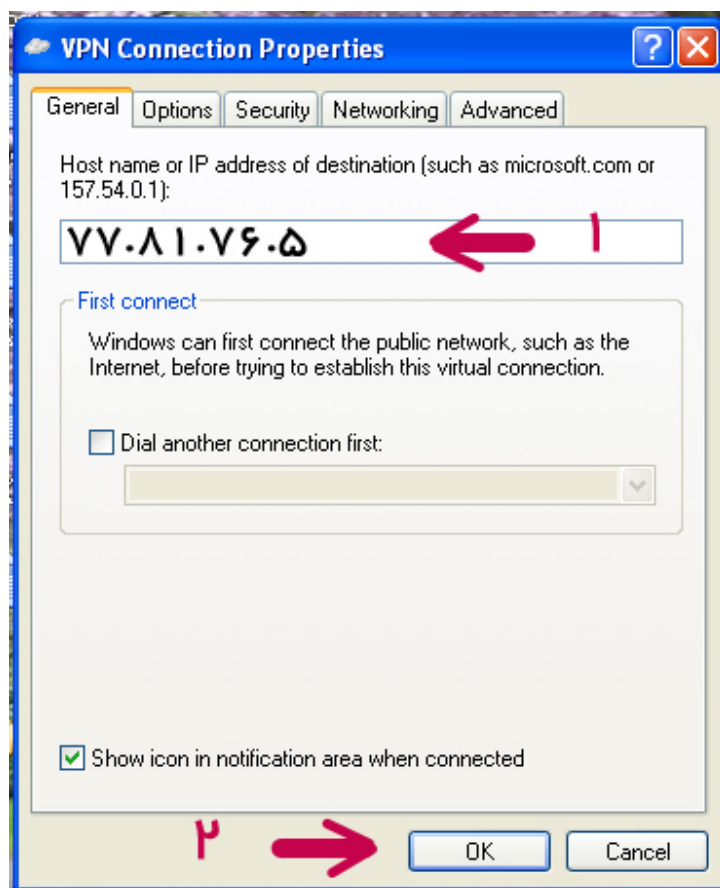 VPN Connection Properties
General Options Security Networking Advanced
Host name or IP address of destination (such as microsoft.com or
157.54.0.1):
۷۷.۸۱.۷۶.۵ ۱
First connect
Windows can first connect the public network, such as the
Internet, before trying to establish this virtual connection.
Dial another connection first:
Show icon in notification area when connected
۲ OK Cancel